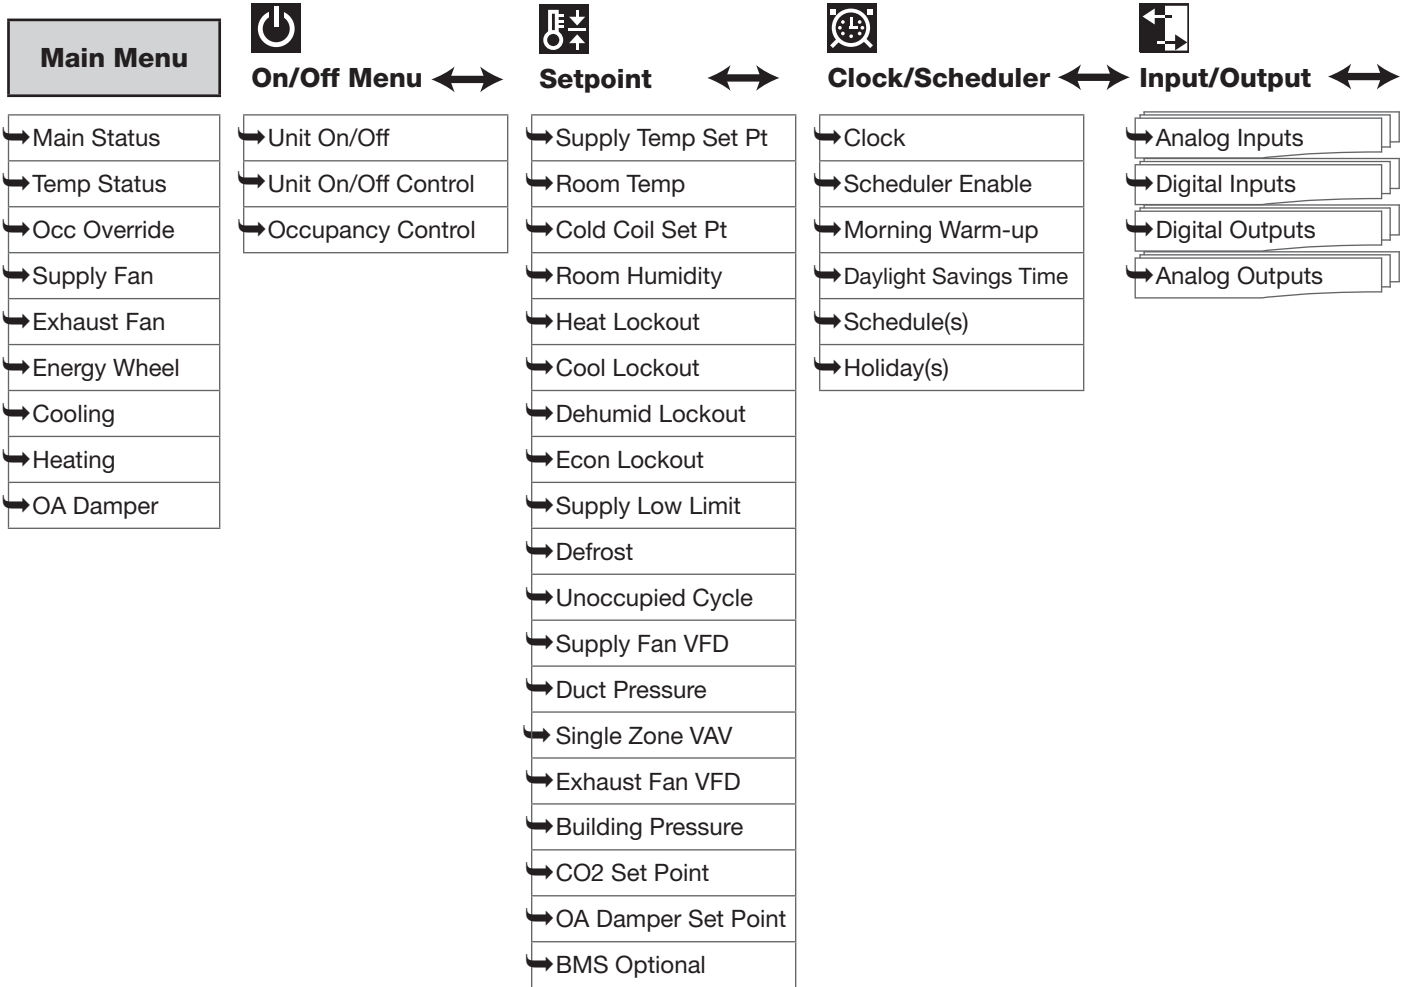 Main Menu
Main Status
Temp Status
Occ Override
Supply Fan
Exhaust Fan
Energy Wheel
Cooling
Heating
OA Damper
On/Off Menu
Unit On/Off
Unit On/Off Control
Occupancy Control
Setpoint
Supply Temp Set Pt
Room Temp
Cold Coil Set Pt
Room Humidity
Heat Lockout
Cool Lockout
Dehumid Lockout
Econ Lockout
Supply Low Limit
Defrost
Unoccupied Cycle
Supply Fan VFD
Duct Pressure
Single Zone VAV
Exhaust Fan VFD
Building Pressure
CO2 Set Point
OA Damper Set Point
BMS Optional
Clock/Scheduler
Clock
Scheduler Enable
Morning Warm-up
Daylight Savings Time
Schedule(s)
Holiday(s)
Input/Output
Analog Inputs
Digital Inputs
Digital Outputs
Analog Outputs